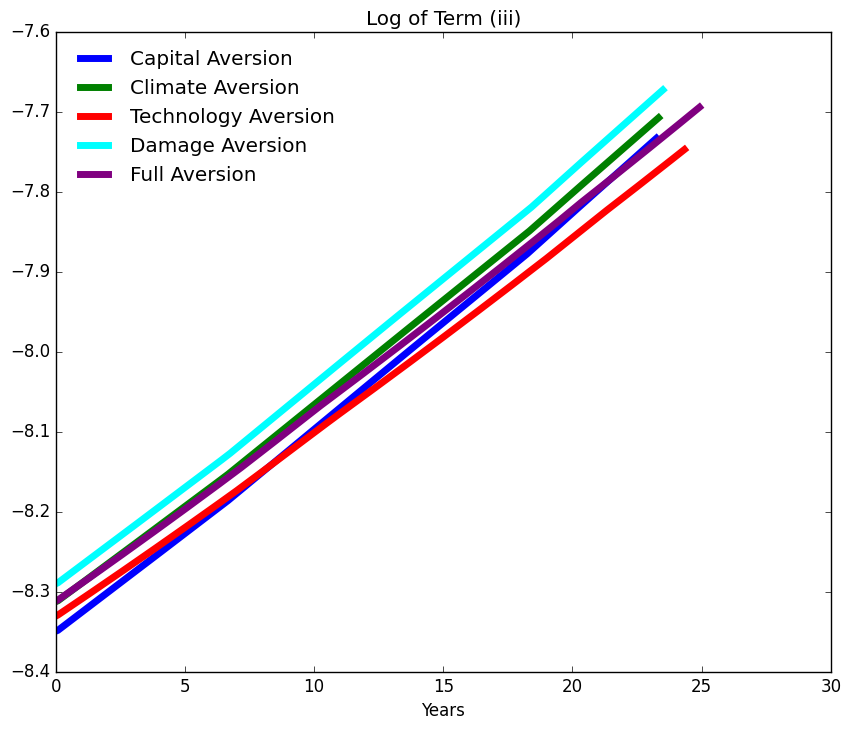 Log of Term (iii)
−7.6
−7.7
−7.8
−7.9
−8.0
−8.1
−8.2
−8.3
−8.4
Capital Aversion
Climate Aversion
Technology Aversion
Damage Aversion
Full Aversion
0 5 10 15 20 25 30
Years